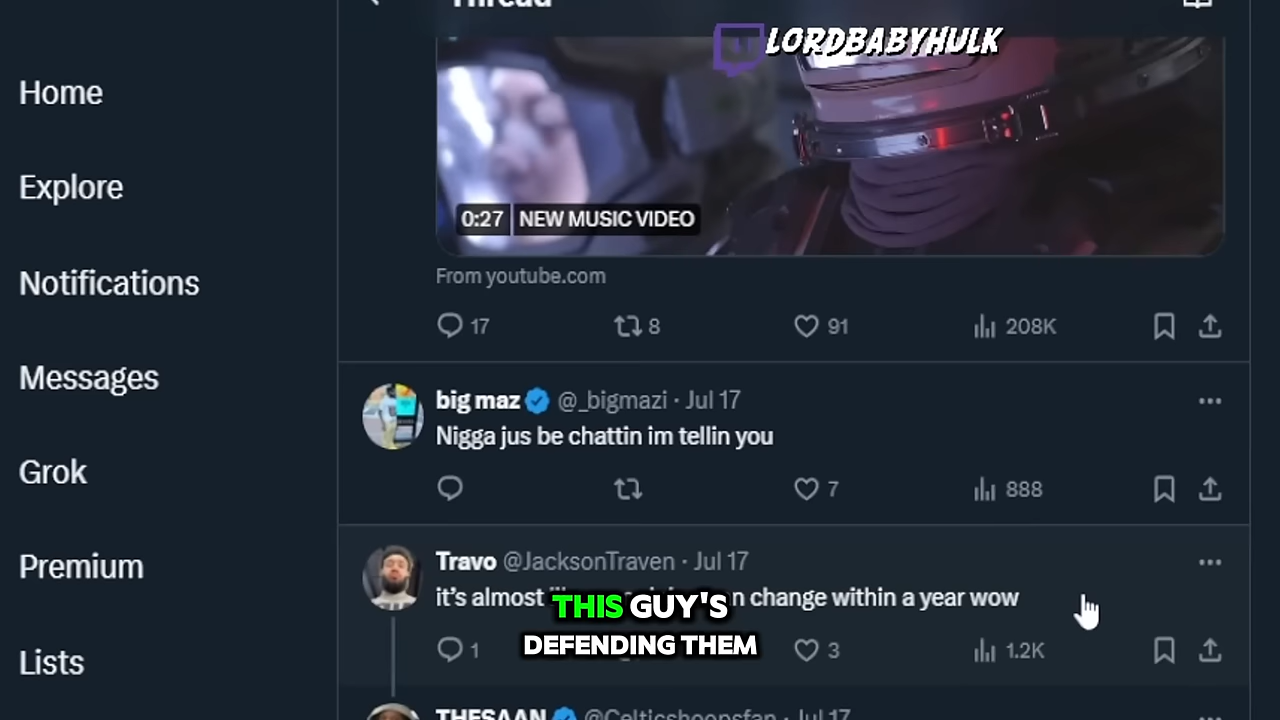 Thread
LORDBABYHULK
Home
Explore
Notifications
Messages
Grok
Premium
Lists
0:27 NEW MUSIC VIDEO
From youtube.com
17 8 91 208K
big maz @_bigmazi · Jul 17
Nigga jus be chattin im tellin you
7 888
Travo @JacksonTraven · Jul 17
it's almost change within a year wow
THIS GUY'S
DEFENDING THEM
1 3 1.2K
THESAAN @Celticshoopsfan · Jul 17